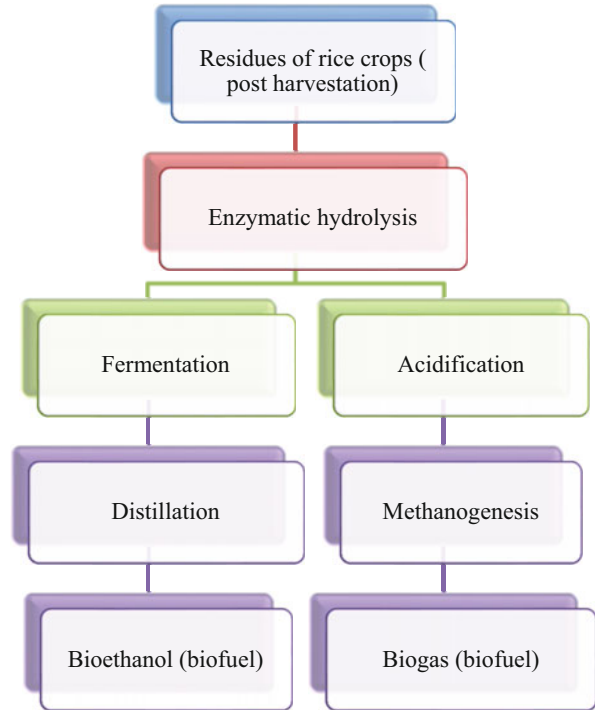 Residues of rice crops (
post harvestation)
Enzymatic hydrolysis
Fermentation
Acidification
Distillation
Methanogenesis
Bioethanol (biofuel)
Biogas (biofuel)